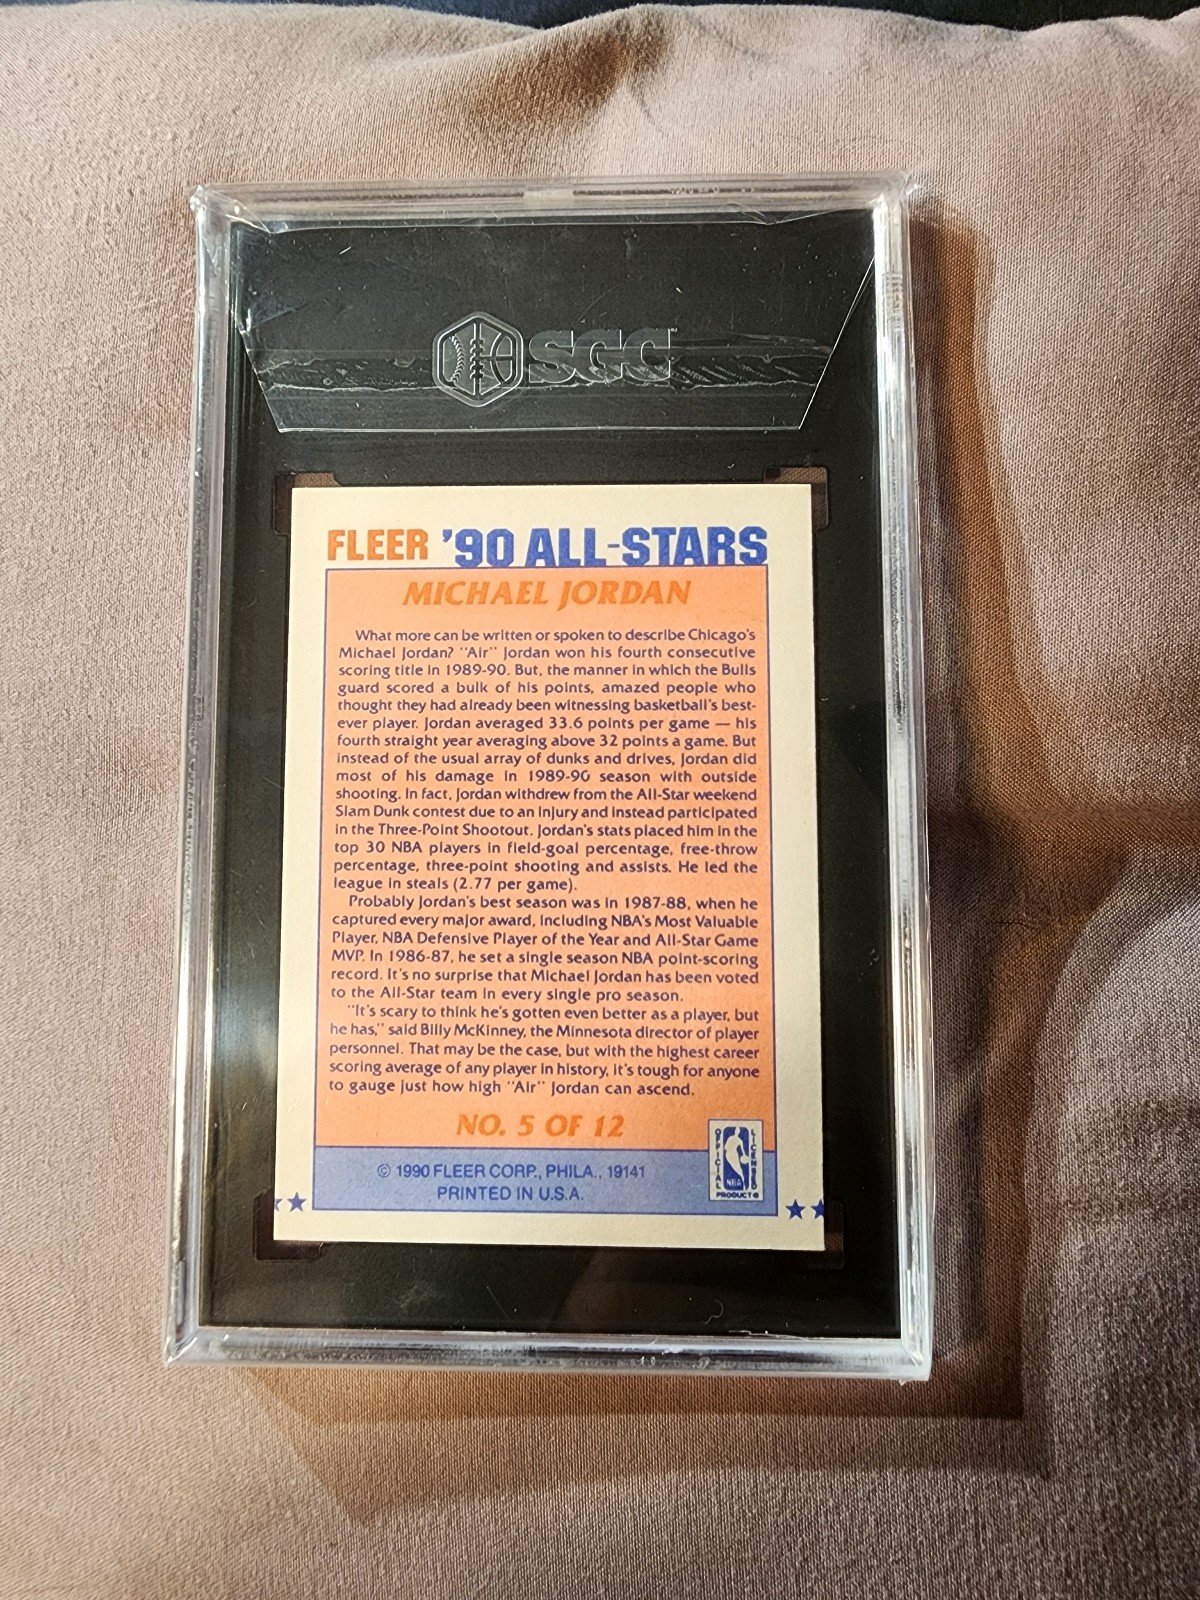 SGC
FLEER '90 ALL-STARS
MICHAEL JORDAN
What more can be written or spoken to describe Chicago's
Michael Jordan? "Air" Jordan won his fourth consecutive
scoring title in 1989-90. But, the manner in which the Bulls
guard scored a bulk of his points, amazed people who
thought they had already been witnessing basketball's best-
ever player. Jordan averaged 33.6 points per game — his
fourth straight year averaging above 32 points a game. But
instead of the usual array of dunks and drives, Jordan did
most of his damage in 1989-90 season with outside
shooting. In fact, Jordan withdrew from the All-Star weekend
Slam Dunk contest due to an injury and instead participated
in the Three-Point Shootout. Jordan's stats placed him in the
top 30 NBA players in field-goal percentage, free-throw
percentage, three-point shooting and assists. He led the
league in steals (2.77 per game).
Probably Jordan's best season was in 1987-88, when he
captured every major award, including NBA's Most Valuable
Player, NBA Defensive Player of the Year and All-Star Game
MVP. In 1986-87, he set a single season NBA point-scoring
record. It's no surprise that Michael Jordan has been voted
to the All-Star team in every single pro season.
"It's scary to think he's gotten even better as a player, but
he has," said Billy McKinney, the Minnesota director of player
personnel. That may be the case, but with the highest career
scoring average of any player in history, it's tough for anyone
to gauge just how high "Air" Jordan can ascend.
NO. 5 OF 12
© 1990 FLEER CORP., PHILA., 19141
PRINTED IN U.S.A.
OFFICIAL
LICENSED
NBA
PRODUCT ®